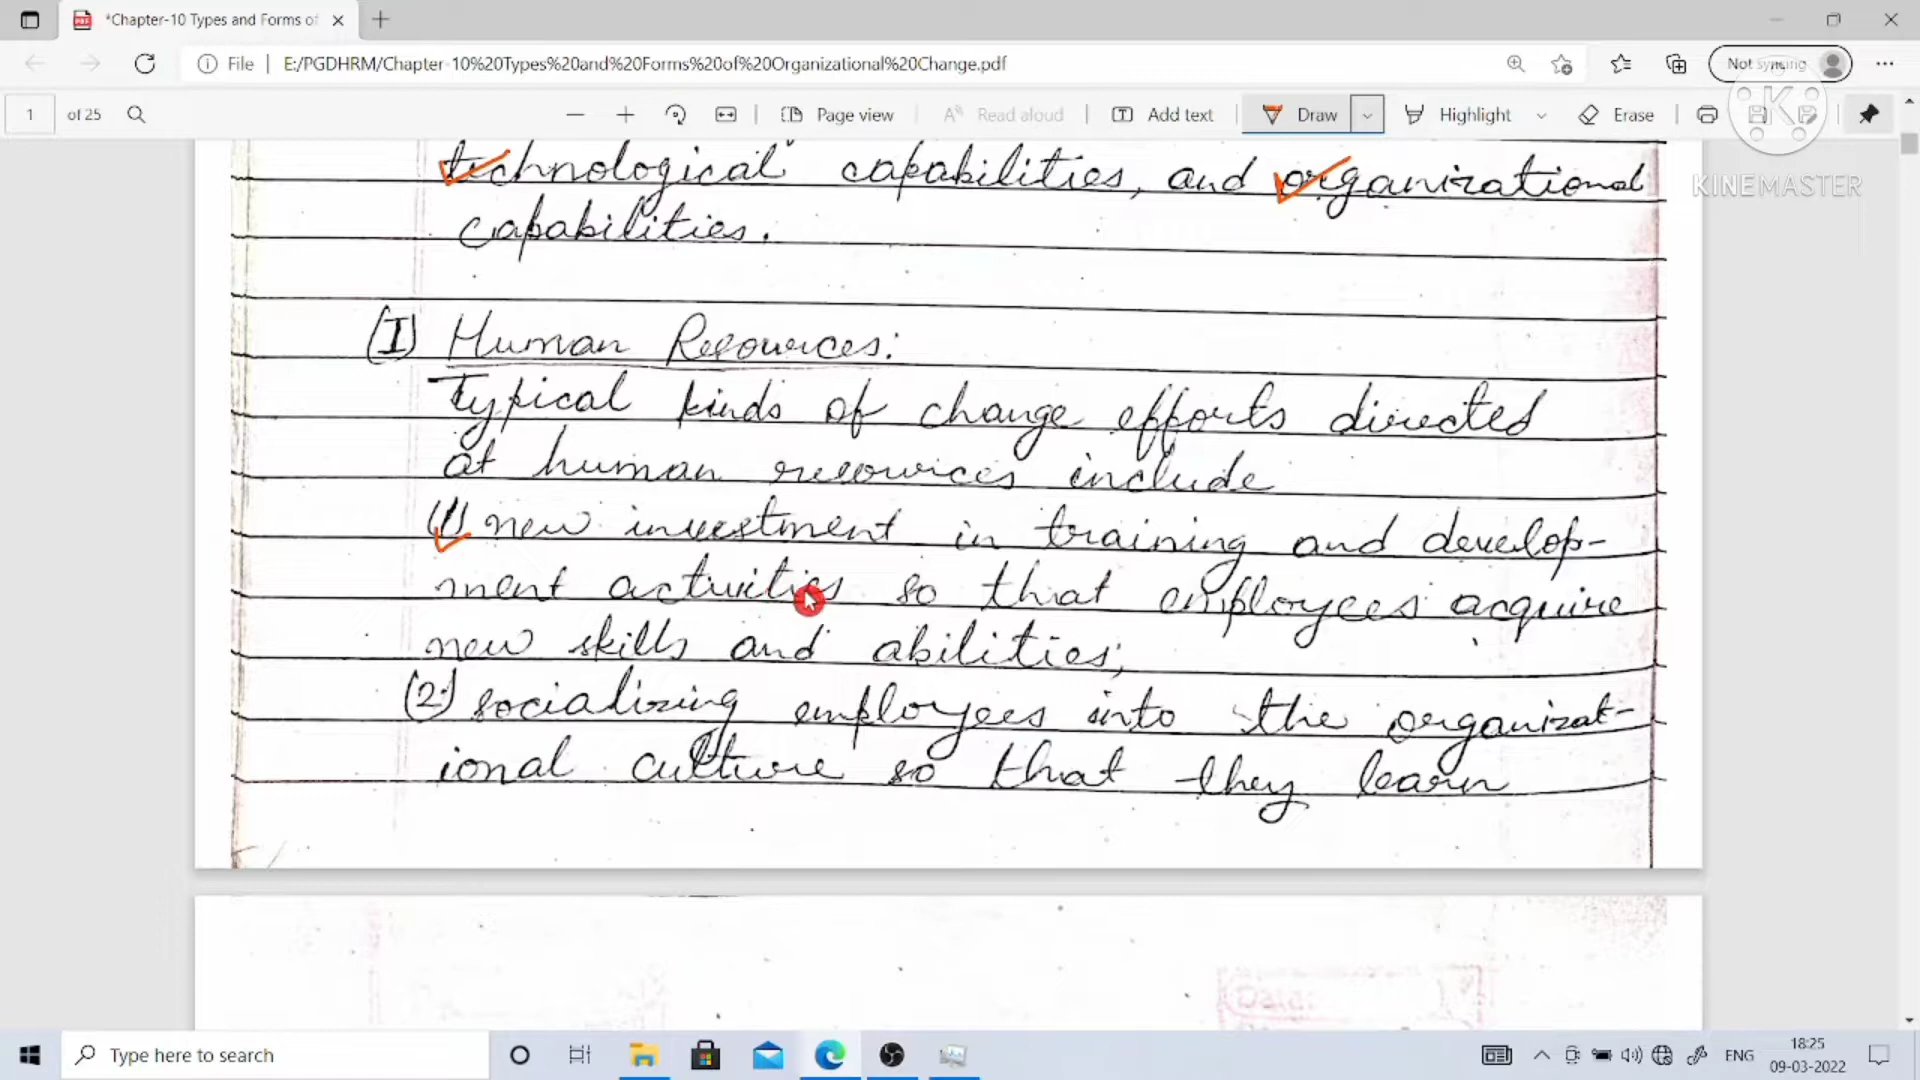 *Chapter-10 Types and Forms of
File
E:/PGDHRM/Chapter-10%20Types%20and%20Forms%20of%20Organizational%20Change.pdf
Not syncing
1 of 25
Page view
Read aloud
Add text
Draw
Highlight
Erase
KINEMASTER
technological capabilities, and organizational
capabilities.
(I) Human Resources:
Typical kinds of change efforts directed
at human resources include
(1) new investment in training and develop-
ment activities so that employees acquire
new skills and abilities;
(2) socializing employees into the organizat-
ional culture so that they learn
Date:
Type here to search
ENG
18:25
09-03-2022